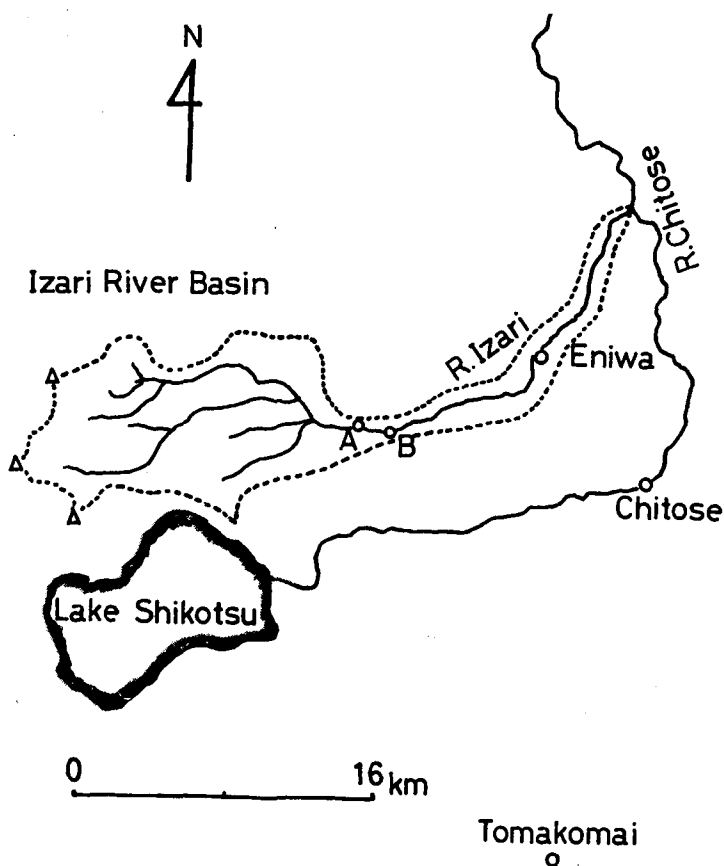 N
R.Chitose
Izari River Basin
R.Izari
Eniwa
A
B
Chitose
Lake Shikotsu
0 16 km
Tomakomai